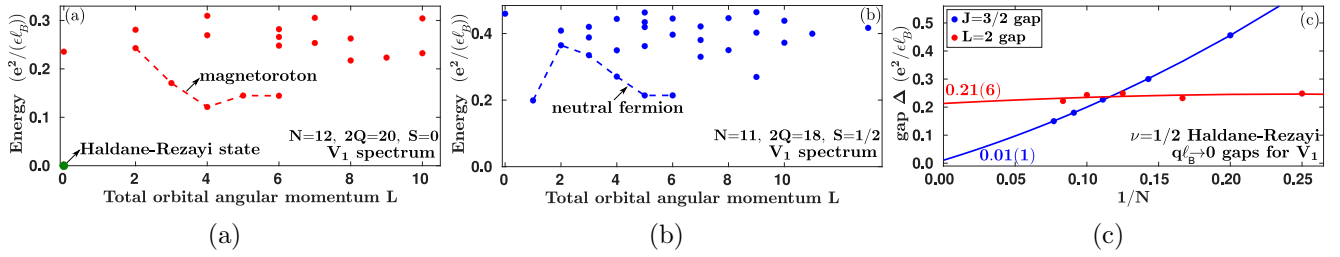 (a)
Energy (e²/(ϵℓ_B))
0.3
0.2
0.1
0.0
magnetoroton
N=12, 2Q=20, S=0
Haldane-Rezayi state
V₁ spectrum
0 2 4 6 8 10
Total orbital angular momentum L
(a)
(b)
Energy (e²/(ϵℓ_B))
0.4
0.2
0.0
neutral fermion
N=11, 2Q=18, S=1/2
V₁ spectrum
0 2 4 6 8 10 12
Total orbital angular momentum L
(b)
(c)
gap Δ (e²/(ϵℓ_B))
0.5
0.4
0.3
0.2
0.1
0.0
J=3/2 gap
L=2 gap
0.21(6)
0.01(1)
ν=1/2 Haldane-Rezayi
qℓ_B→0 gaps for V₁
0.00 0.05 0.10 0.15 0.20 0.25
1/N
(c)